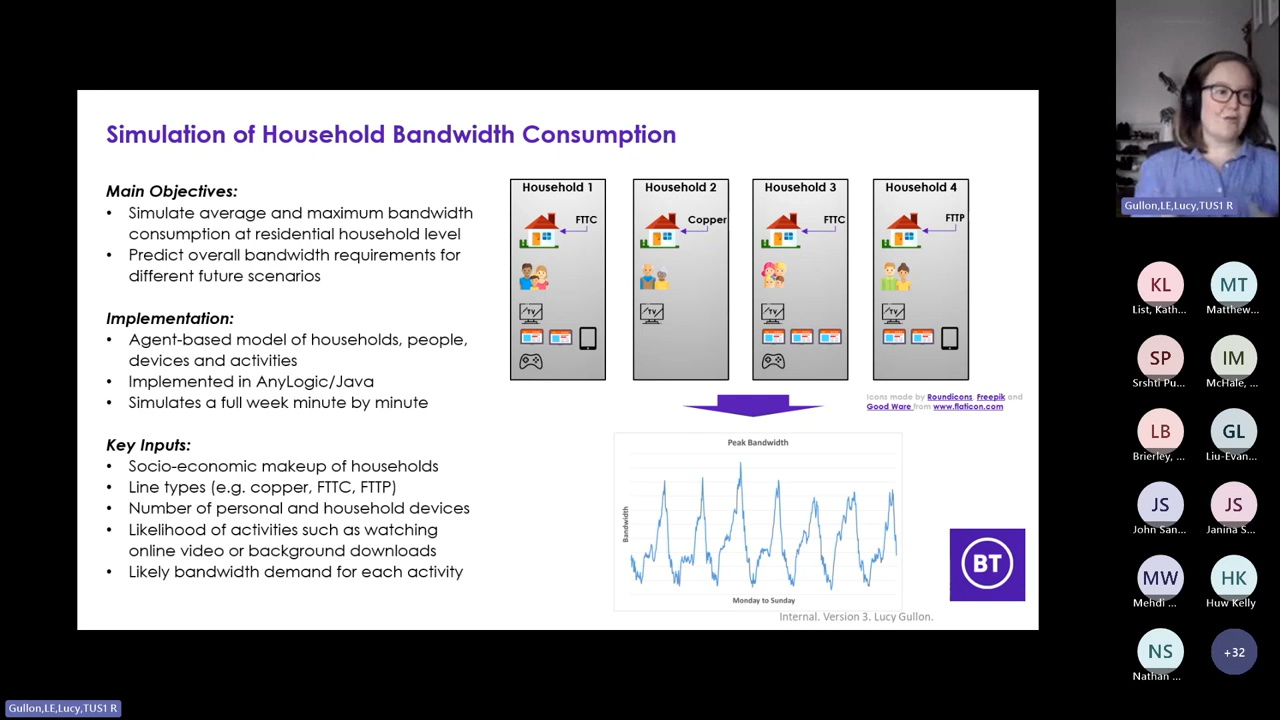 Simulation of Household Bandwidth Consumption
Main Objectives:
• Simulate average and maximum bandwidth
consumption at residential household level
• Predict overall bandwidth requirements for
different future scenarios
Implementation:
• Agent-based model of households, people,
devices and activities
• Implemented in AnyLogic/Java
• Simulates a full week minute by minute
Key Inputs:
• Socio-economic makeup of households
• Line types (e.g. copper, FTTC, FTTP)
• Number of personal and household devices
• Likelihood of activities such as watching
online video or background downloads
• Likely bandwidth demand for each activity
Household 1
FTTC
TV
Household 2
Copper
TV
Household 3
FTTC
TV
Household 4
FTTP
TV
Icons made by Roundicons, Freepik and
Good Ware from www.flaticon.com
Peak Bandwidth
Bandwidth
Monday to Sunday
BT
Internal. Version 3. Lucy Gullon.
Gullon,LE,Lucy,TUS1 R
KL
List, Kath...
MT
Matthew...
SP
Srshti Pu...
IM
McHale, ...
LB
Brierley, ...
GL
Liu-Evan...
JS
John San...
JS
Janina S...
MW
Mehdi ...
HK
Huw Kelly
NS
Nathan ...
+32
Gullon,LE,Lucy,TUS1 R